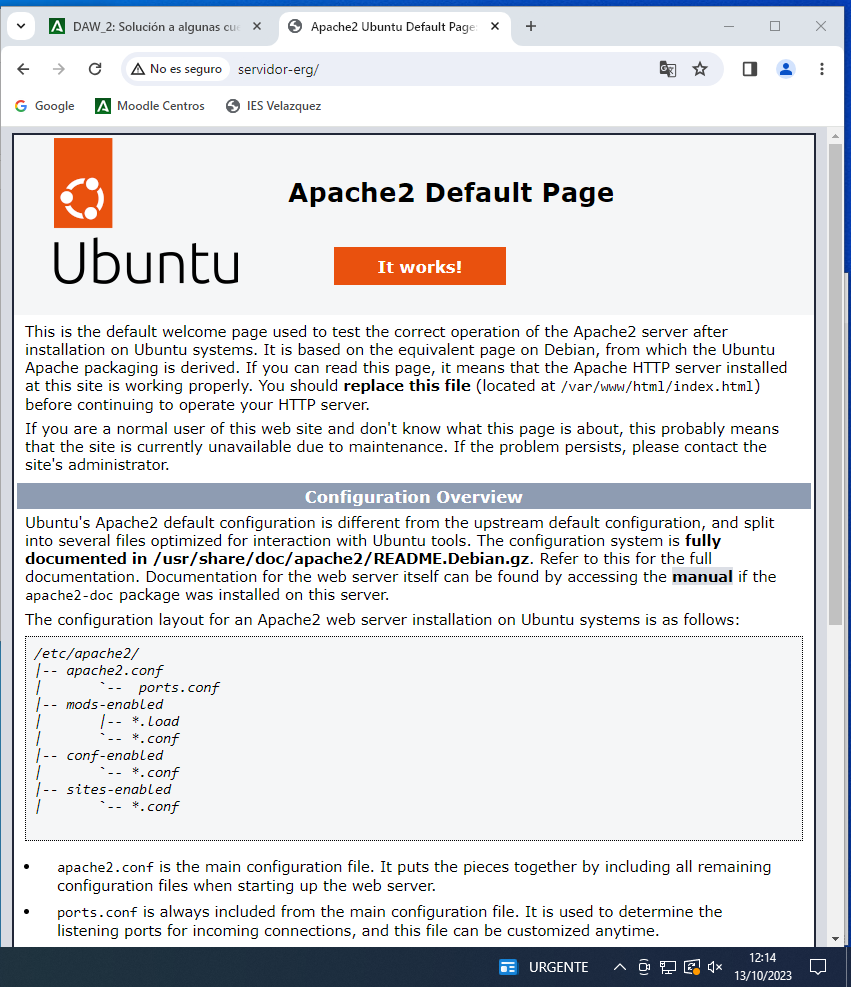 DAW_2: Solución a algunas cue
Apache2 Ubuntu Default Page:
No es seguro
servidor-erg/
Google
Moodle Centros
IES Velazquez
Ubuntu
Apache2 Default Page
It works!
This is the default welcome page used to test the correct operation of the Apache2 server after
installation on Ubuntu systems. It is based on the equivalent page on Debian, from which the Ubuntu
Apache packaging is derived. If you can read this page, it means that the Apache HTTP server installed
at this site is working properly. You should replace this file (located at /var/www/html/index.html)
before continuing to operate your HTTP server.
If you are a normal user of this web site and don't know what this page is about, this probably means
that the site is currently unavailable due to maintenance. If the problem persists, please contact the
site's administrator.
Configuration Overview
Ubuntu's Apache2 default configuration is different from the upstream default configuration, and split
into several files optimized for interaction with Ubuntu tools. The configuration system is fully
documented in /usr/share/doc/apache2/README.Debian.gz. Refer to this for the full
documentation. Documentation for the web server itself can be found by accessing the manual if the
apache2-doc package was installed on this server.
The configuration layout for an Apache2 web server installation on Ubuntu systems is as follows:
/etc/apache2/
|-- apache2.conf
|       `--  ports.conf
|-- mods-enabled
|       |-- *.load
|       `-- *.conf
|-- conf-enabled
|       `-- *.conf
|-- sites-enabled
|       `-- *.conf
• apache2.conf is the main configuration file. It puts the pieces together by including all remaining
configuration files when starting up the web server.
• ports.conf is always included from the main configuration file. It is used to determine the
listening ports for incoming connections, and this file can be customized anytime.
URGENTE
12:14
13/10/2023